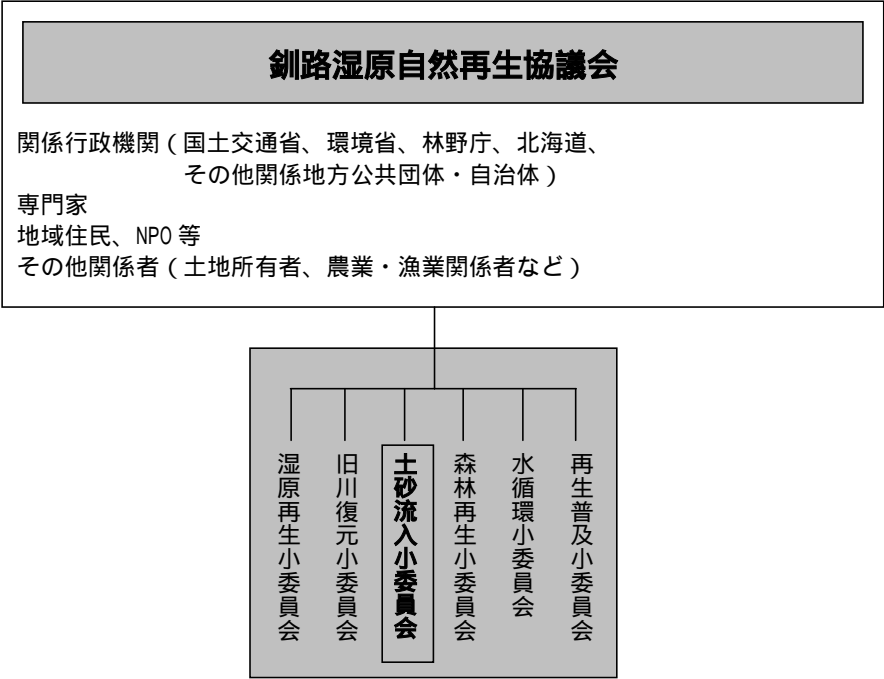 釧路湿原自然再生協議会
関係行政機関（国土交通省、環境省、林野庁、北海道、
その他関係地方公共団体・自治体）
専門家
地域住民、NPO等
その他関係者（土地所有者、農業・漁業関係者など）
湿原再生小委員会
旧川復元小委員会
土砂流入小委員会
森林再生小委員会
水循環小委員会
再生普及小委員会